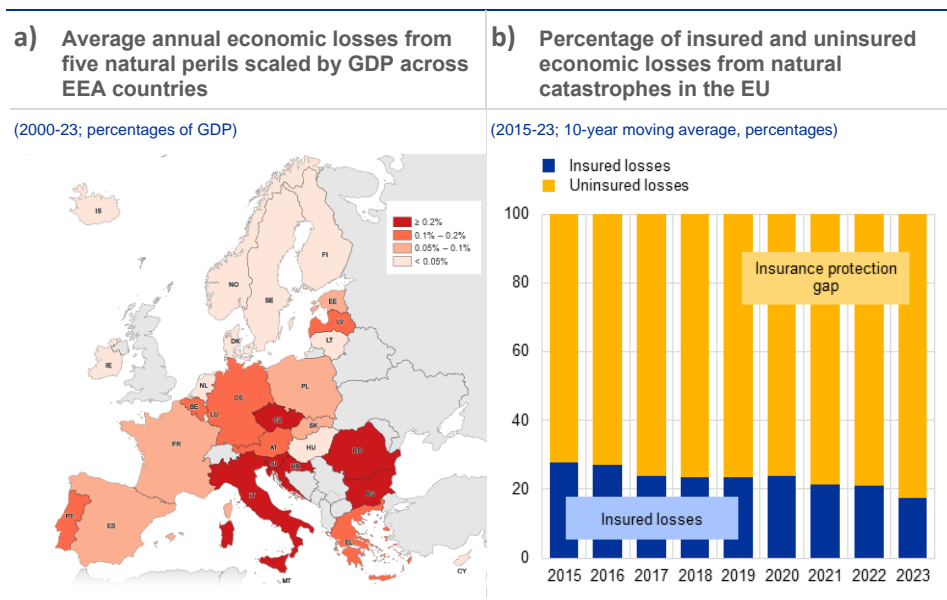 a) Average annual economic losses from
five natural perils scaled by GDP across
EEA countries
(2000-23; percentages of GDP)
≥ 0.2%
0.1% – 0.2%
0.05% – 0.1%
< 0.05%
IS
FI
NO
SE
EE
LV
DK
LT
IE
NL
PL
DE
BE
LU
CZ
SK
FR
AT
HU
RO
SI
HR
IT
BG
PT
ES
EL
MT
CY
b) Percentage of insured and uninsured
economic losses from natural
catastrophes in the EU
(2015-23; 10-year moving average, percentages)
Insured losses
Uninsured losses
100
80
60
40
20
0
Insurance protection
gap
Insured losses
2015 2016 2017 2018 2019 2020 2021 2022 2023